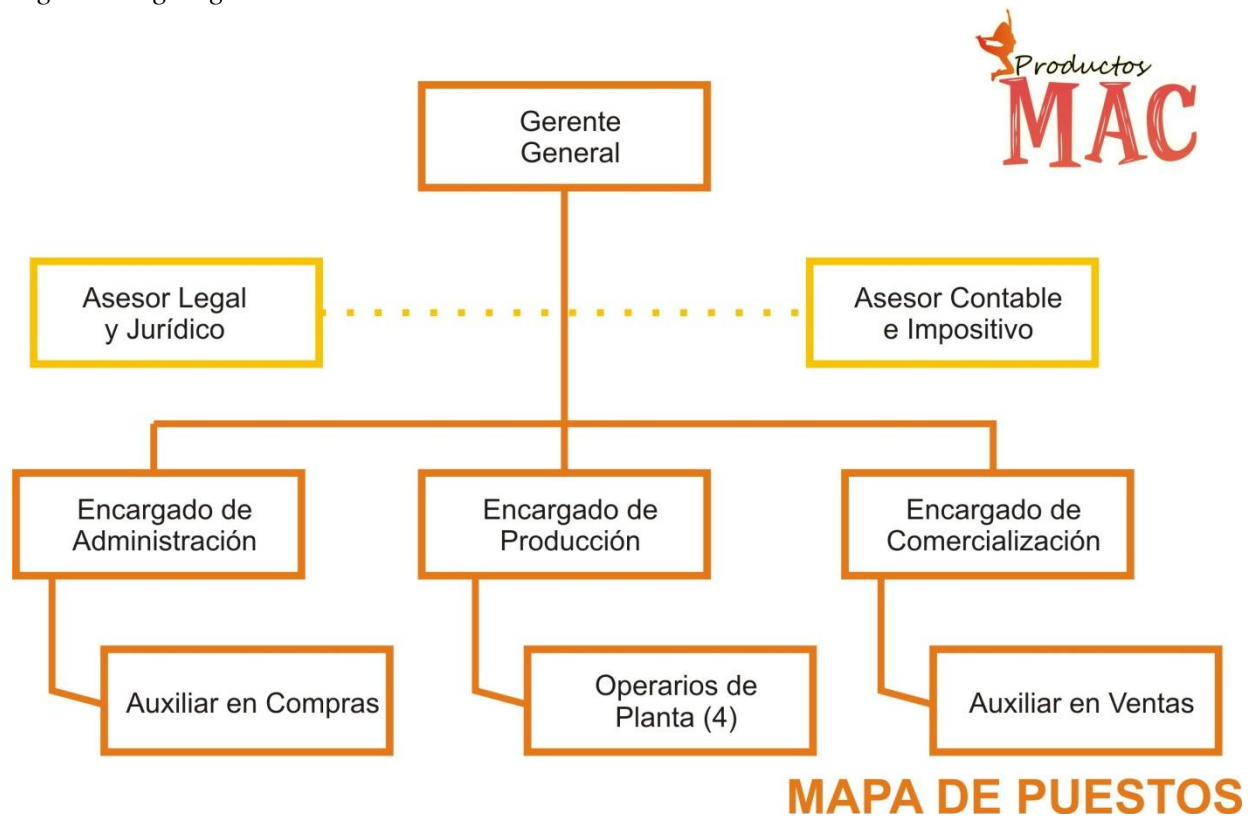 Productos
MAC
Gerente
General
Asesor Legal
y Jurídico
Asesor Contable
e Impositivo
Encargado de
Administración
Encargado de
Producción
Encargado de
Comercialización
Auxiliar en Compras
Operarios de
Planta (4)
Auxiliar en Ventas
MAPA DE PUESTOS